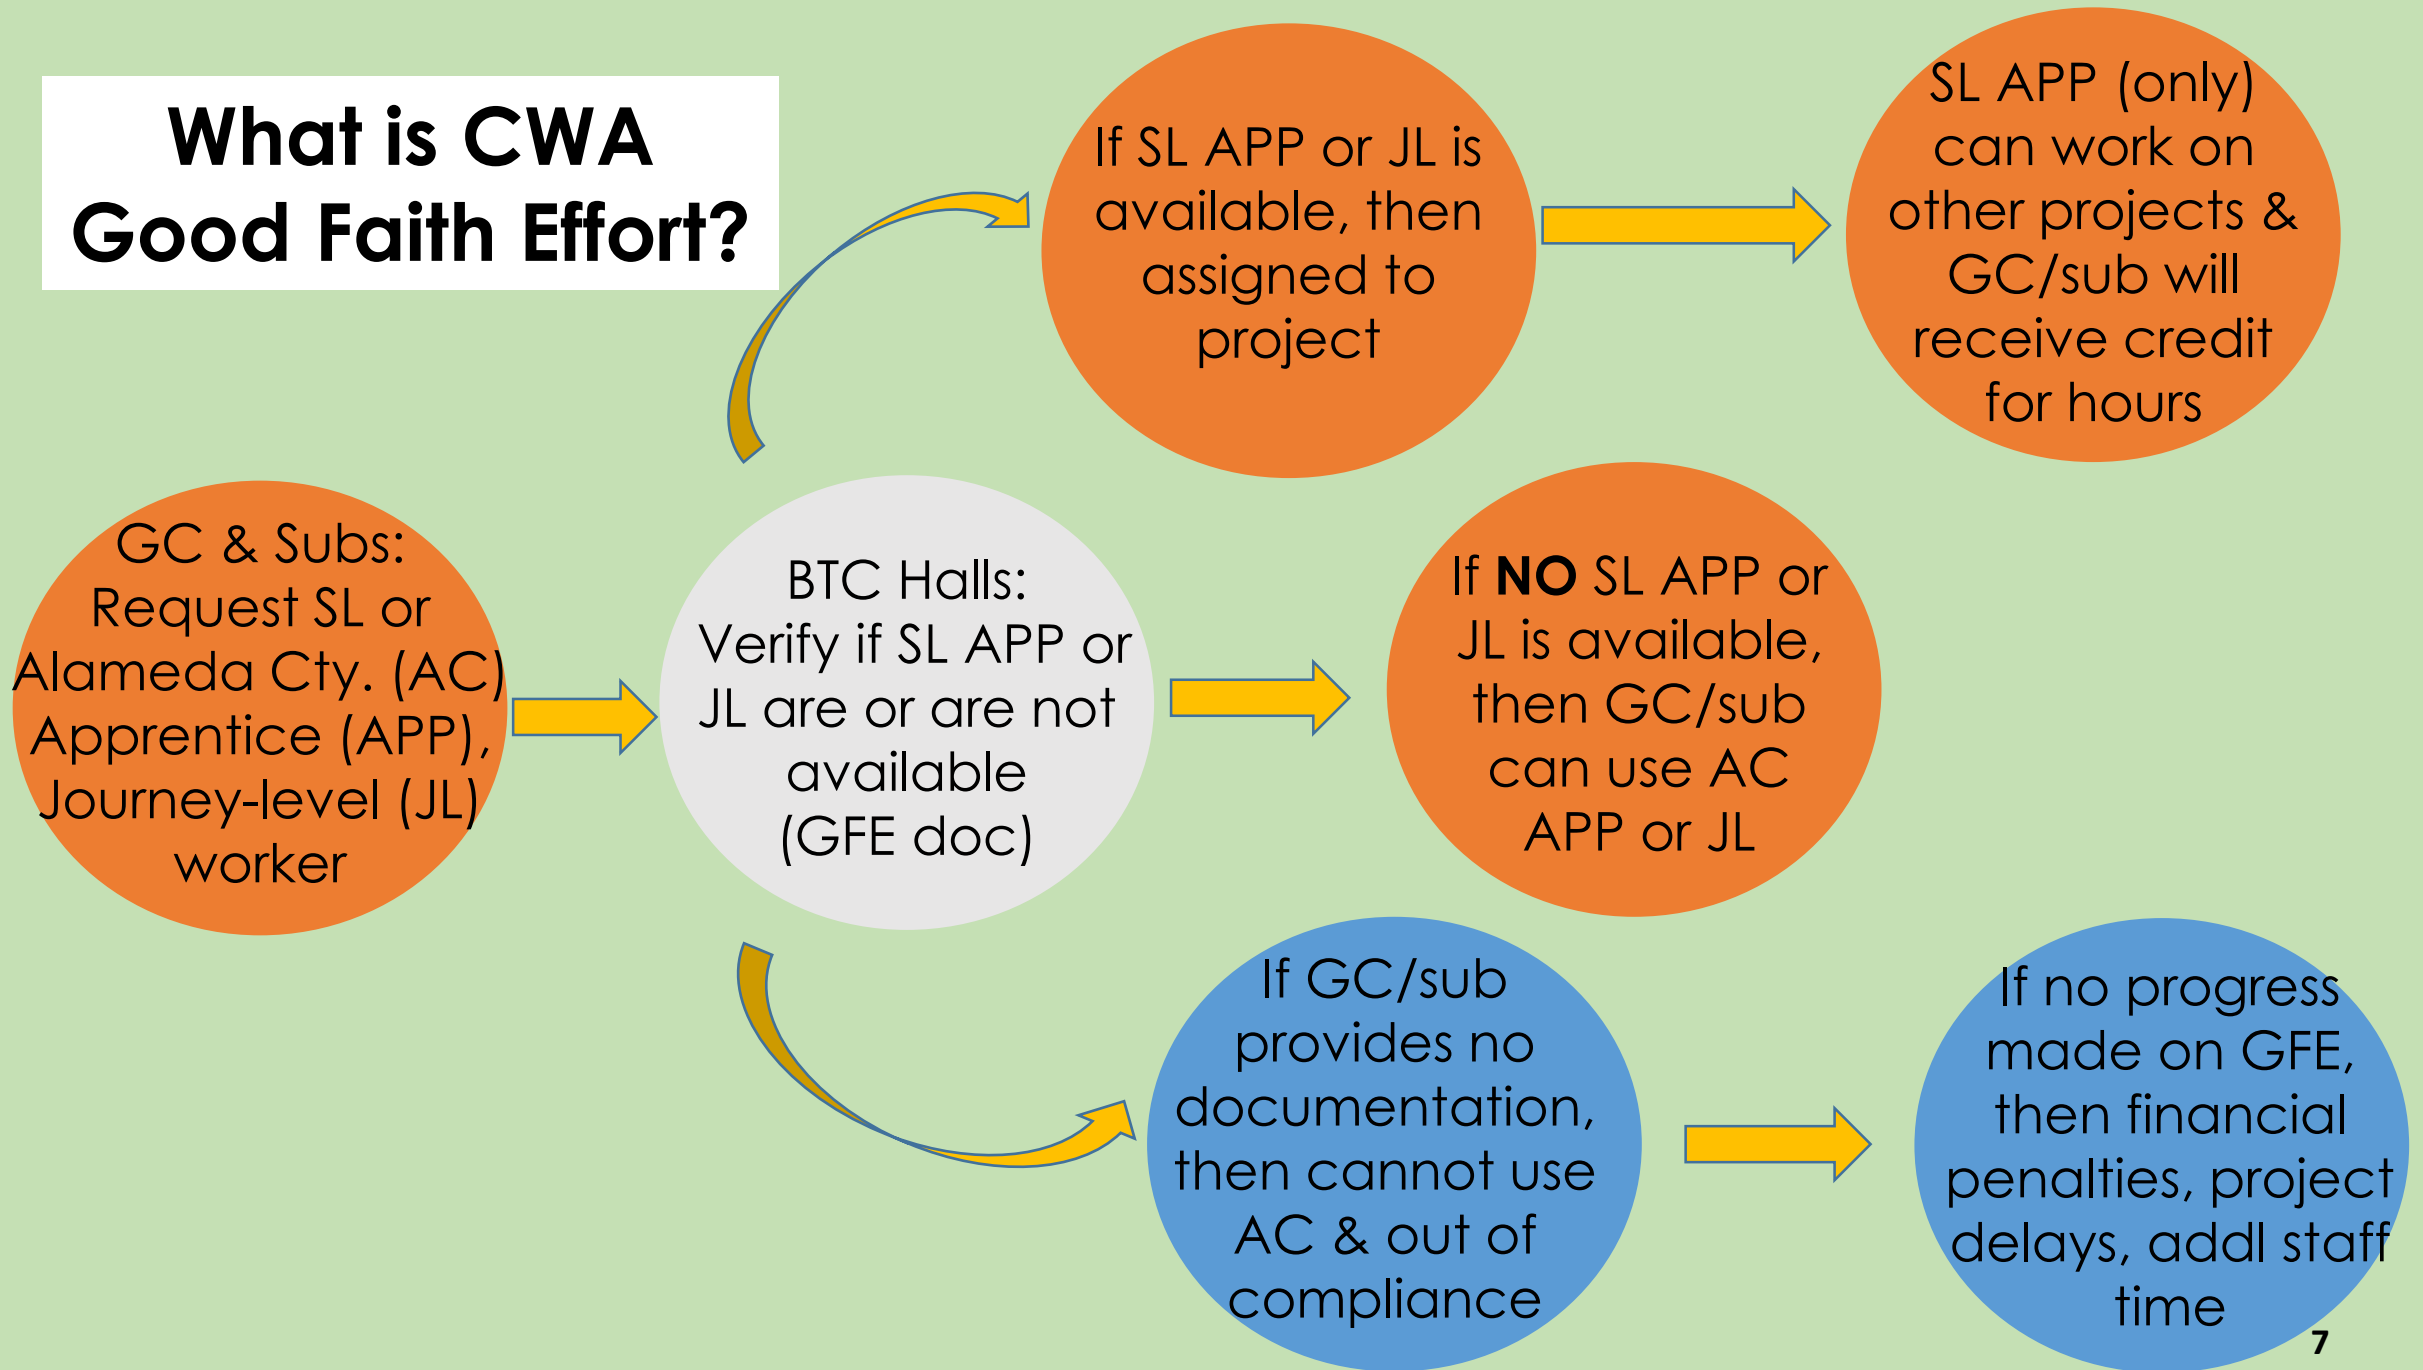 What is CWA
Good Faith Effort?
GC & Subs:
Request SL or
Alameda Cty. (AC)
Apprentice (APP),
Journey-level (JL)
worker
BTC Halls:
Verify if SL APP or
JL are or are not
available
(GFE doc)
If SL APP or JL is
available, then
assigned to
project
SL APP (only)
can work on
other projects &
GC/sub will
receive credit
for hours
If NO SL APP or
JL is available,
then GC/sub
can use AC
APP or JL
If GC/sub
provides no
documentation,
then cannot use
AC & out of
compliance
If no progress
made on GFE,
then financial
penalties, project
delays, addl staff
time
7